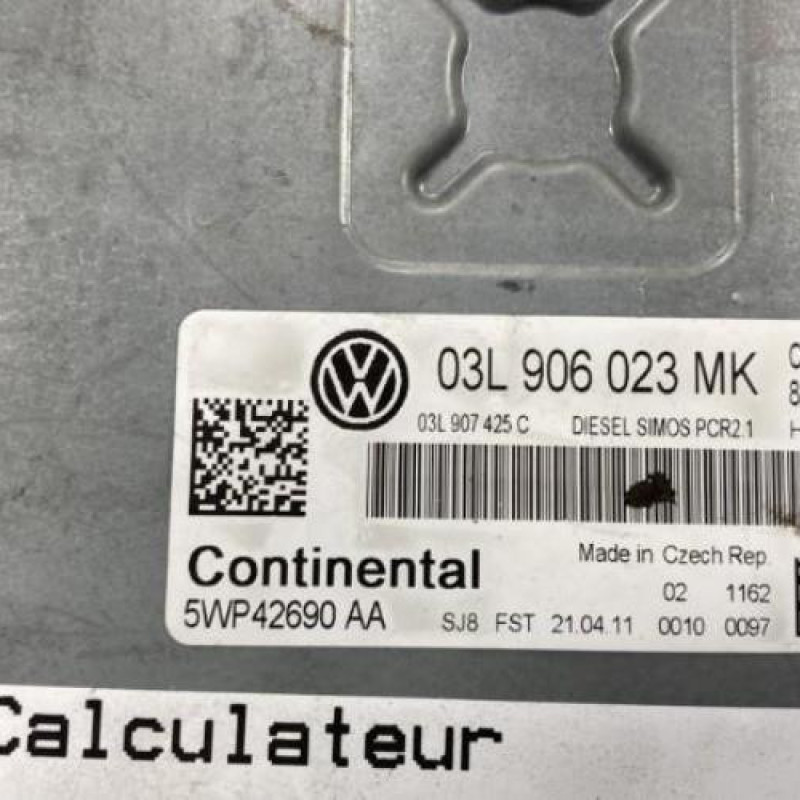 03L 906 023 MK
03L 907 425 C DIESEL SIMOS PCR2.1
Continental
Made in Czech Rep.
02 1162
5WP42690 AA SJ8 FST 21.04.11 0010 0097
Calculateur